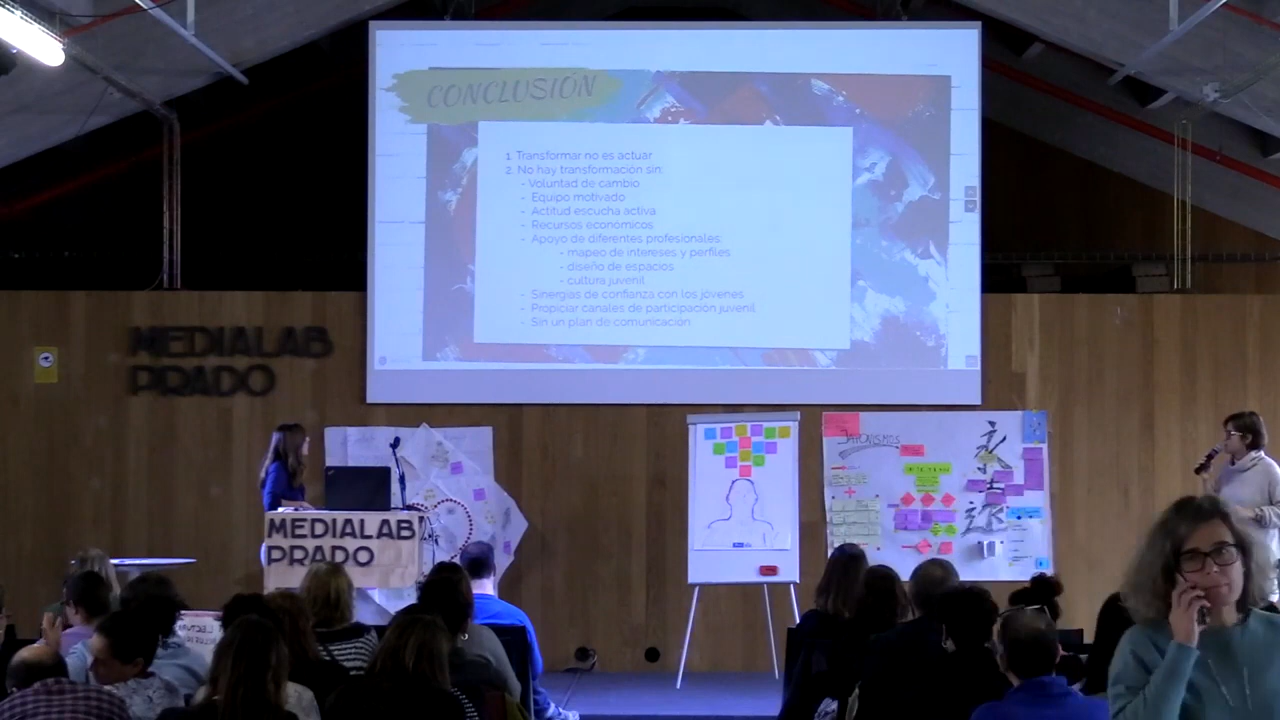 CONCLUSIÓN
1. Transformar no es actuar
2. No hay transformación sin:
- Voluntad de cambio
- Equipo motivado
- Actitud escucha activa
- Recursos económicos
- Apoyo de diferentes profesionales:
- mapeo de intereses y perfiles
- diseño de espacios
- cultura juvenil
- Sinergias de confianza con los jóvenes
- Propiciar canales de participación juvenil
- Sin un plan de comunicación
MEDIALAB
PRADO
JAPONISMOS
MEDIALAB
PRADO